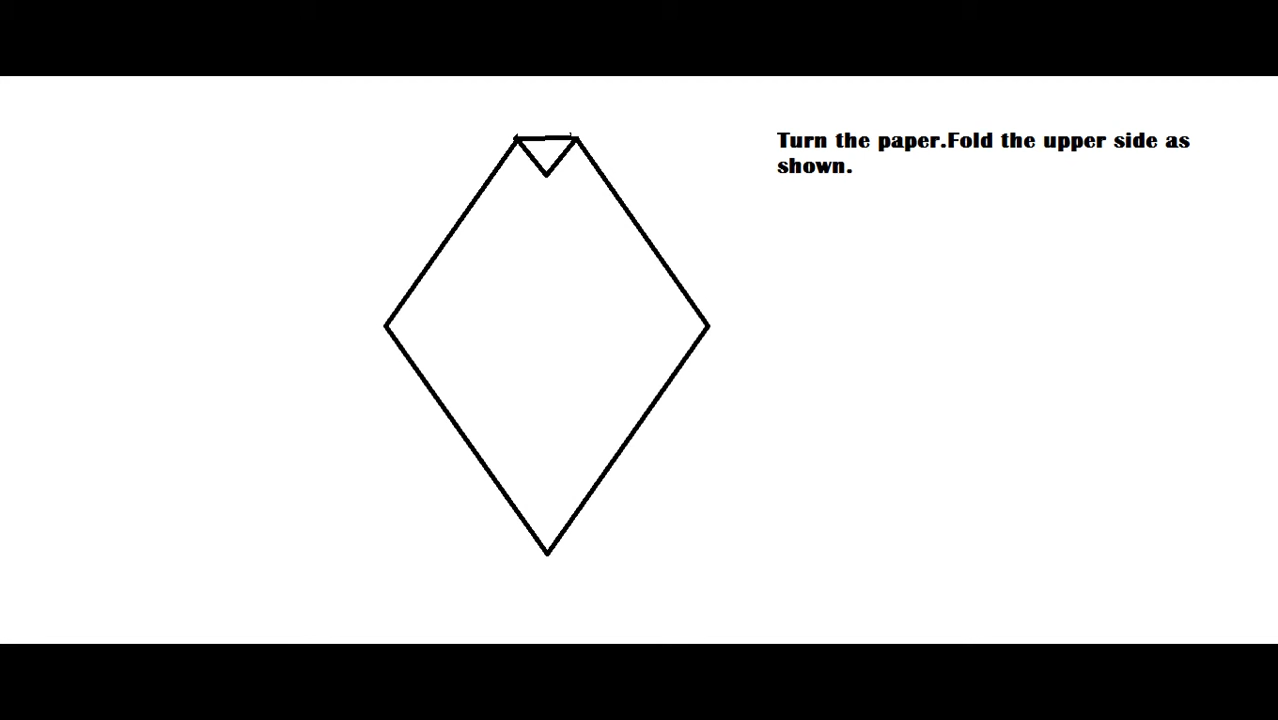 Turn the paper.Fold the upper side as
shown.